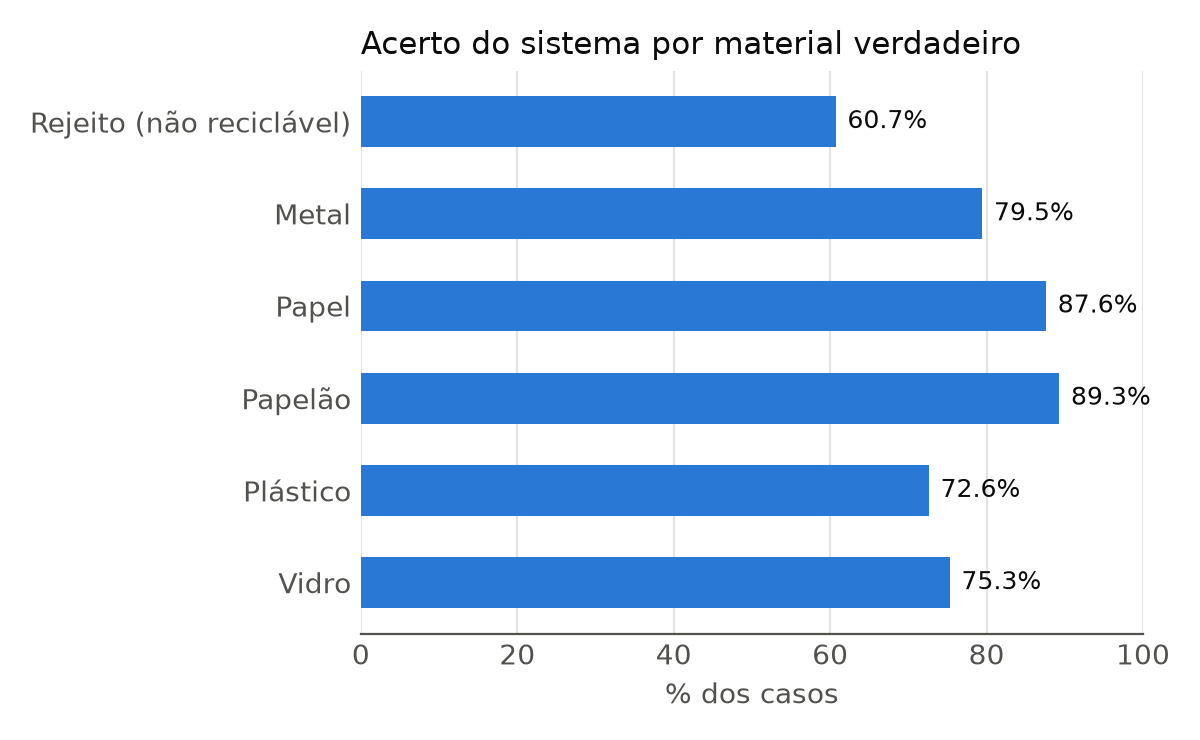 Acerto do sistema por material verdadeiro
Rejeito (não reciclável) 60.7%
Metal 79.5%
Papel 87.6%
Papelão 89.3%
Plástico 72.6%
Vidro 75.3%
0 20 40 60 80 100
% dos casos